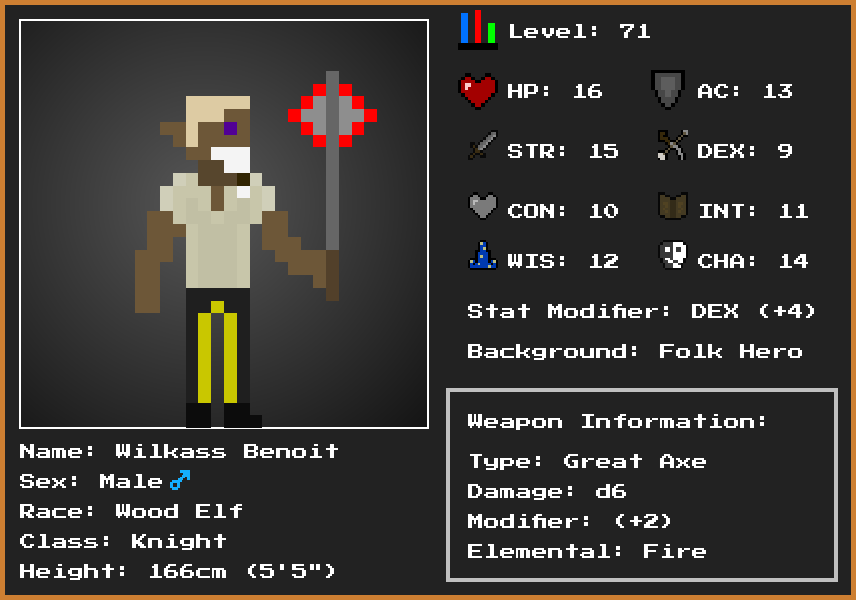 Level: 71
HP: 16
AC: 13
STR: 15
DEX: 9
CON: 10
INT: 11
WIS: 12
CHA: 14
Stat Modifier: DEX (+4)
Background: Folk Hero
Weapon Information:
Type: Great Axe
Damage: d6
Modifier: (+2)
Elemental: Fire
Name: Wilkass Benoit
Sex: Male♂
Race: Wood Elf
Class: Knight
Height: 166cm (5'5")